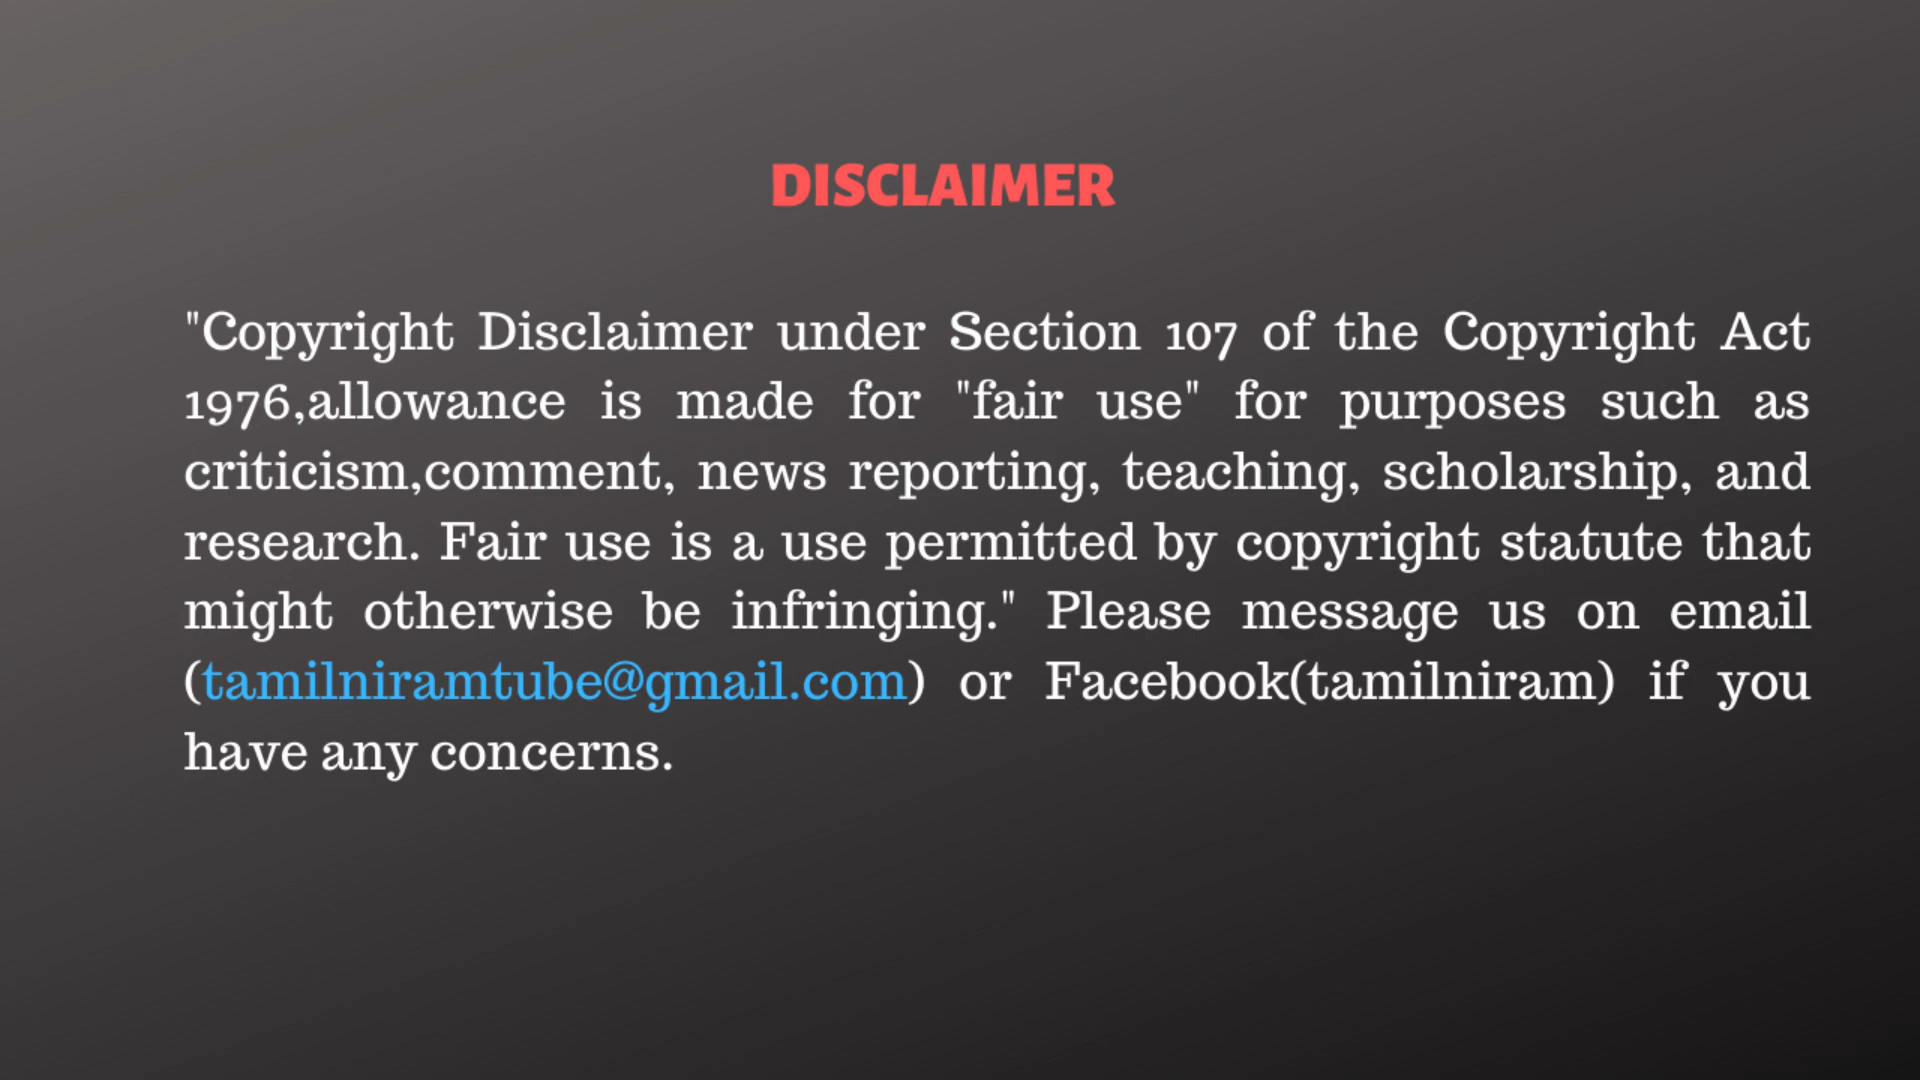 DISCLAIMER
"Copyright Disclaimer under Section 107 of the Copyright Act
1976,allowance is made for "fair use" for purposes such as
criticism,comment, news reporting, teaching, scholarship, and
research. Fair use is a use permitted by copyright statute that
might otherwise be infringing." Please message us on email
(tamilniramtube@gmail.com) or Facebook(tamilniram) if you
have any concerns.